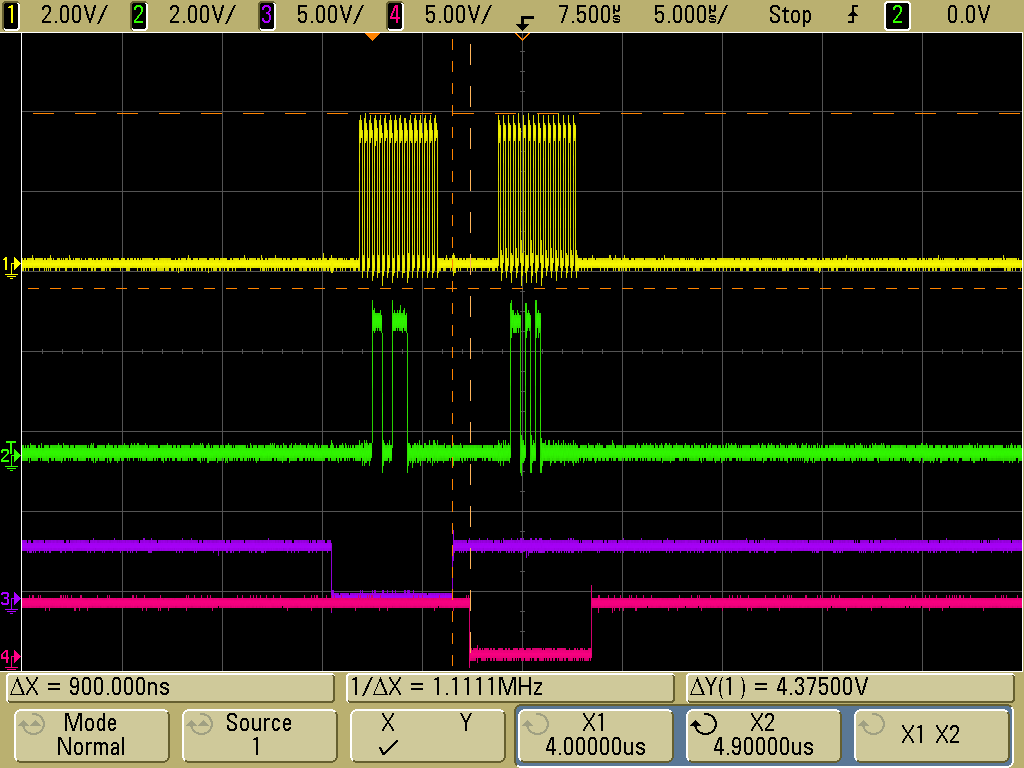 1 2.00V/ 2 2.00V/ 3 5.00V/ 4 5.00V/ 7.500µs 5.000µs/ Stop 2 0.0V
1
2
T
3
4
ΔX = 900.000ns 1/ΔX = 1.1111MHz ΔY(1) = 4.37500V
Mode Source X Y X1 X2 X1 X2
Normal 1 ✓ 4.00000us 4.90000us